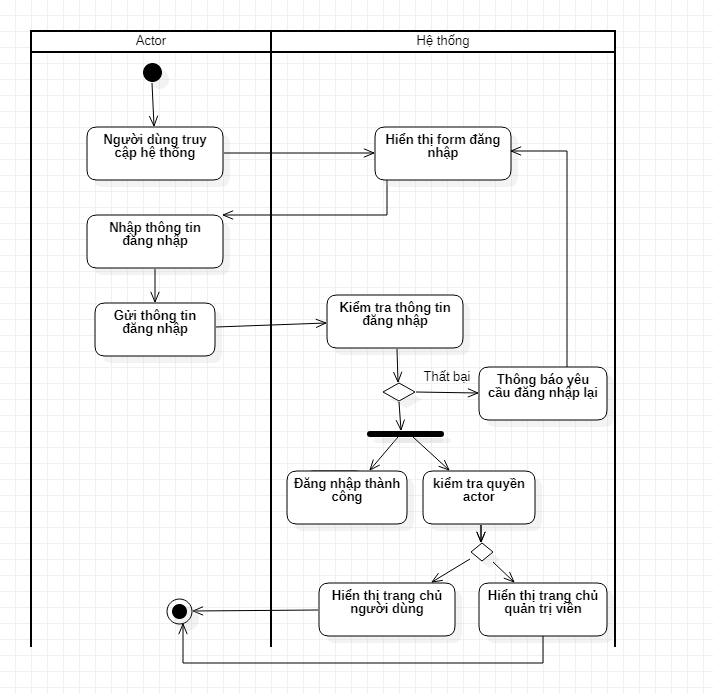 Actor
Hệ thống
Người dùng truy
cập hệ thống
Hiển thị form đăng
nhập
Nhập thông tin
đăng nhập
Gửi thông tin
đăng nhập
Kiểm tra thông tin
đăng nhập
Thất bại
Thông báo yêu
cầu đăng nhập lại
Đăng nhập thành
công
kiểm tra quyền
actor
Hiển thị trang chủ
người dùng
Hiển thị trang chủ
quản trị viên